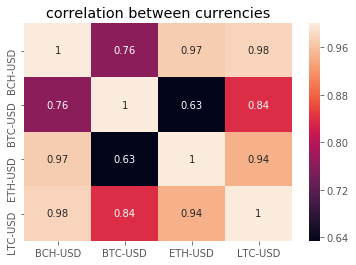 correlation between currencies
BCH-USD 1 0.76 0.97 0.98
BTC-USD 0.76 1 0.63 0.84
ETH-USD 0.97 0.63 1 0.94
LTC-USD 0.98 0.84 0.94 1
BCH-USD BTC-USD ETH-USD LTC-USD
0.96
0.88
0.80
0.72
0.64